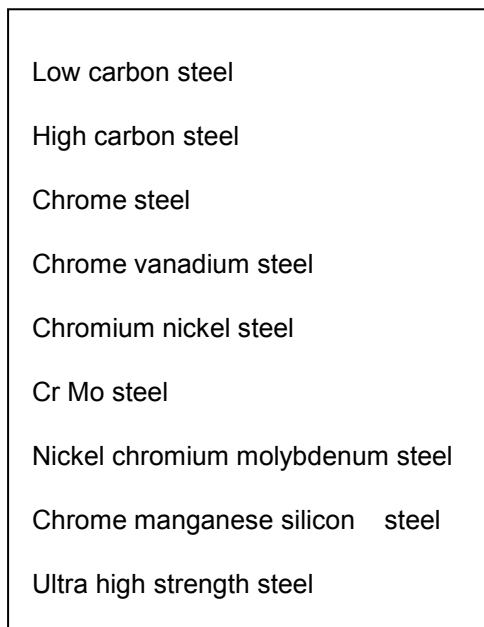 Low carbon steel
High carbon steel
Chrome steel
Chrome vanadium steel
Chromium nickel steel
Cr Mo steel
Nickel chromium molybdenum steel
Chrome manganese silicon steel
Ultra high strength steel